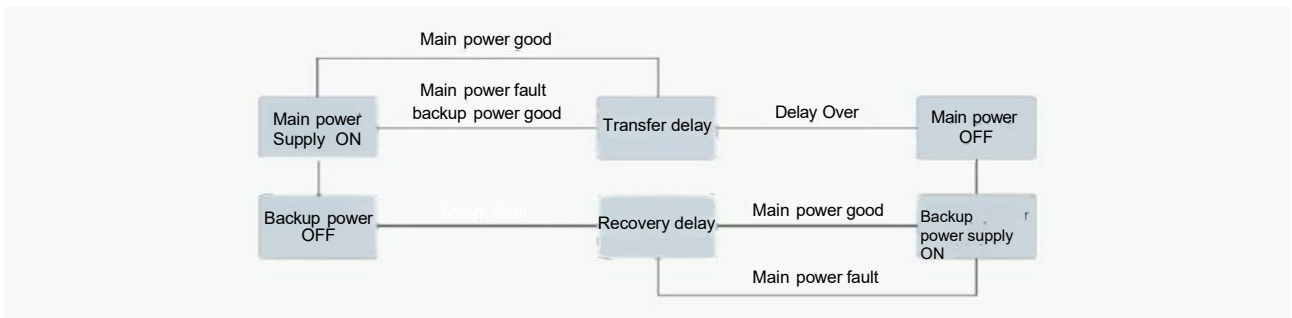 Main power good
Main power fault
backup power good
Main power
Supply ON
Transfer delay
Delay Over
Main power
OFF
Backup power
OFF
Delay Over
Recovery delay
Main power good
Backup r
power supply
ON
Main power fault